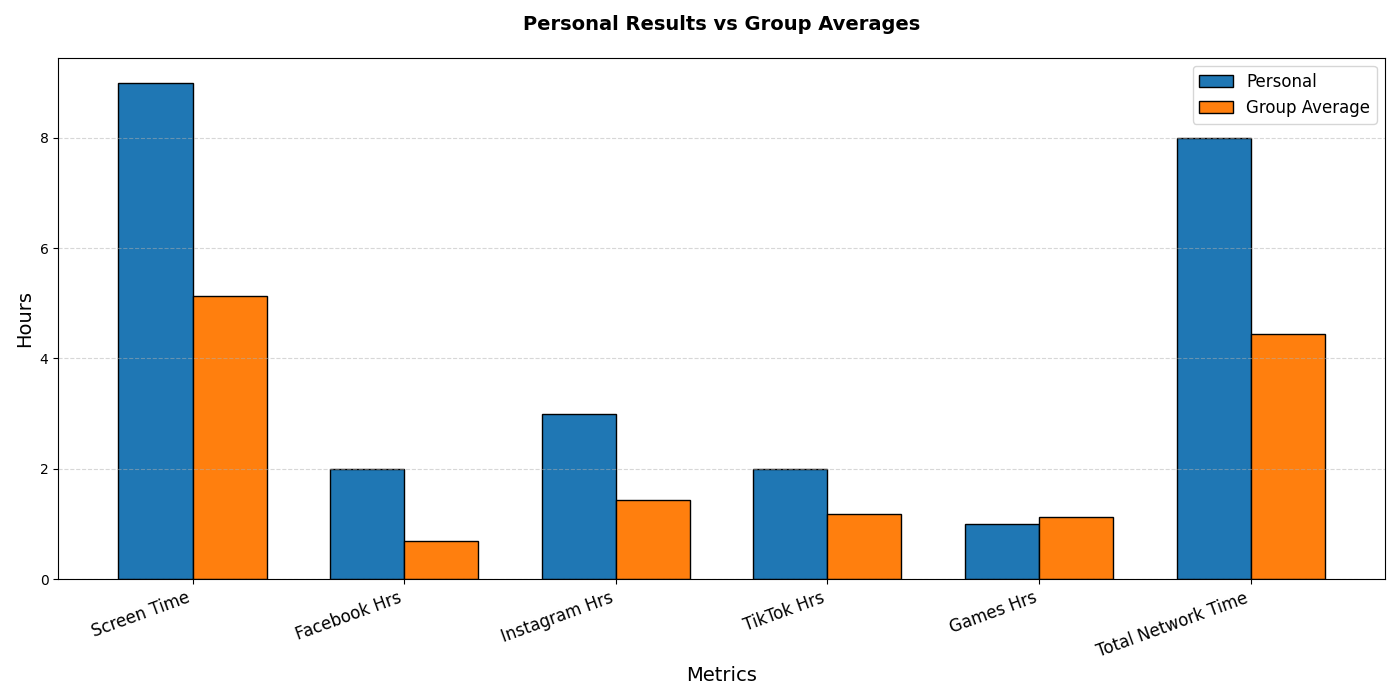 Personal Results vs Group Averages
Personal
Group Average
Hours
8
6
4
2
0
Screen Time
Facebook Hrs
Instagram Hrs
TikTok Hrs
Games Hrs
Total Network Time
Metrics